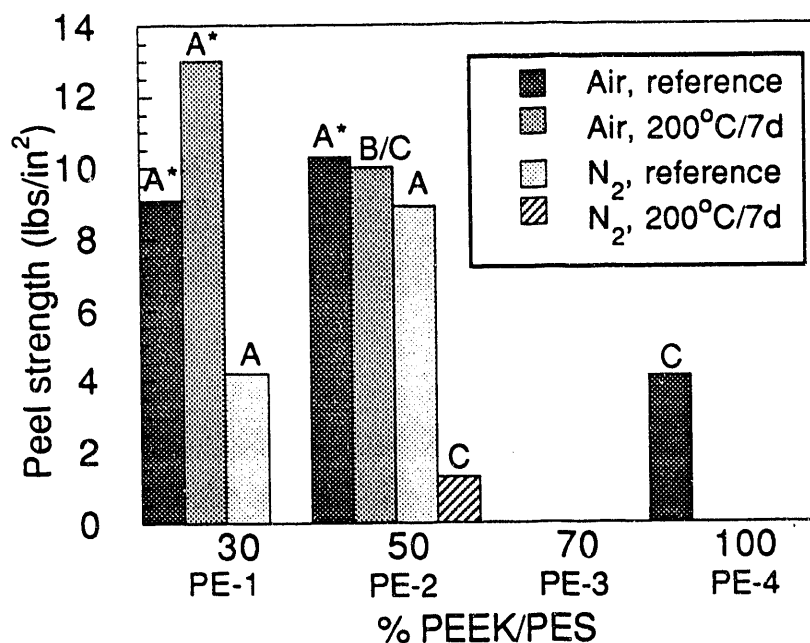 14
12
10
8
6
4
2
0
Peel strength (lbs/in²)
A*
A*
A
A*
B/C
A
C
C
Air, reference
Air, 200°C/7d
N₂, reference
N₂, 200°C/7d
30 50 70 100
PE-1 PE-2 PE-3 PE-4
% PEEK/PES